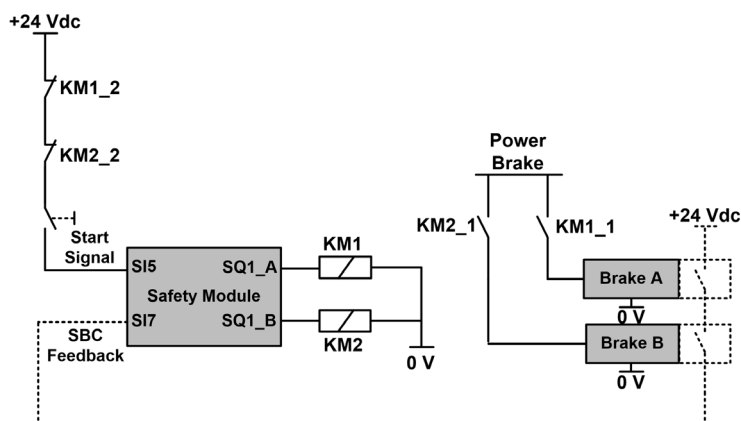 +24 Vdc
KM1_2
KM2_2
Start
Signal
SI5
SQ1_A
Safety Module
SI7
SQ1_B
SBC
Feedback
KM1
KM2
0 V
Power
Brake
KM2_1
KM1_1
+24 Vdc
Brake A
0 V
Brake B
0 V